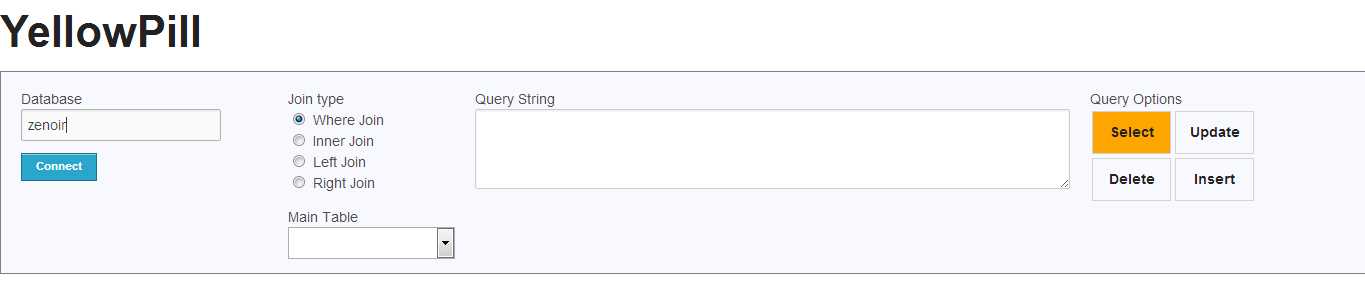 YellowPill
Database
zenoir
Connect
Join type
Where Join
Inner Join
Left Join
Right Join
Main Table
Query String
Query Options
Select Update
Delete Insert